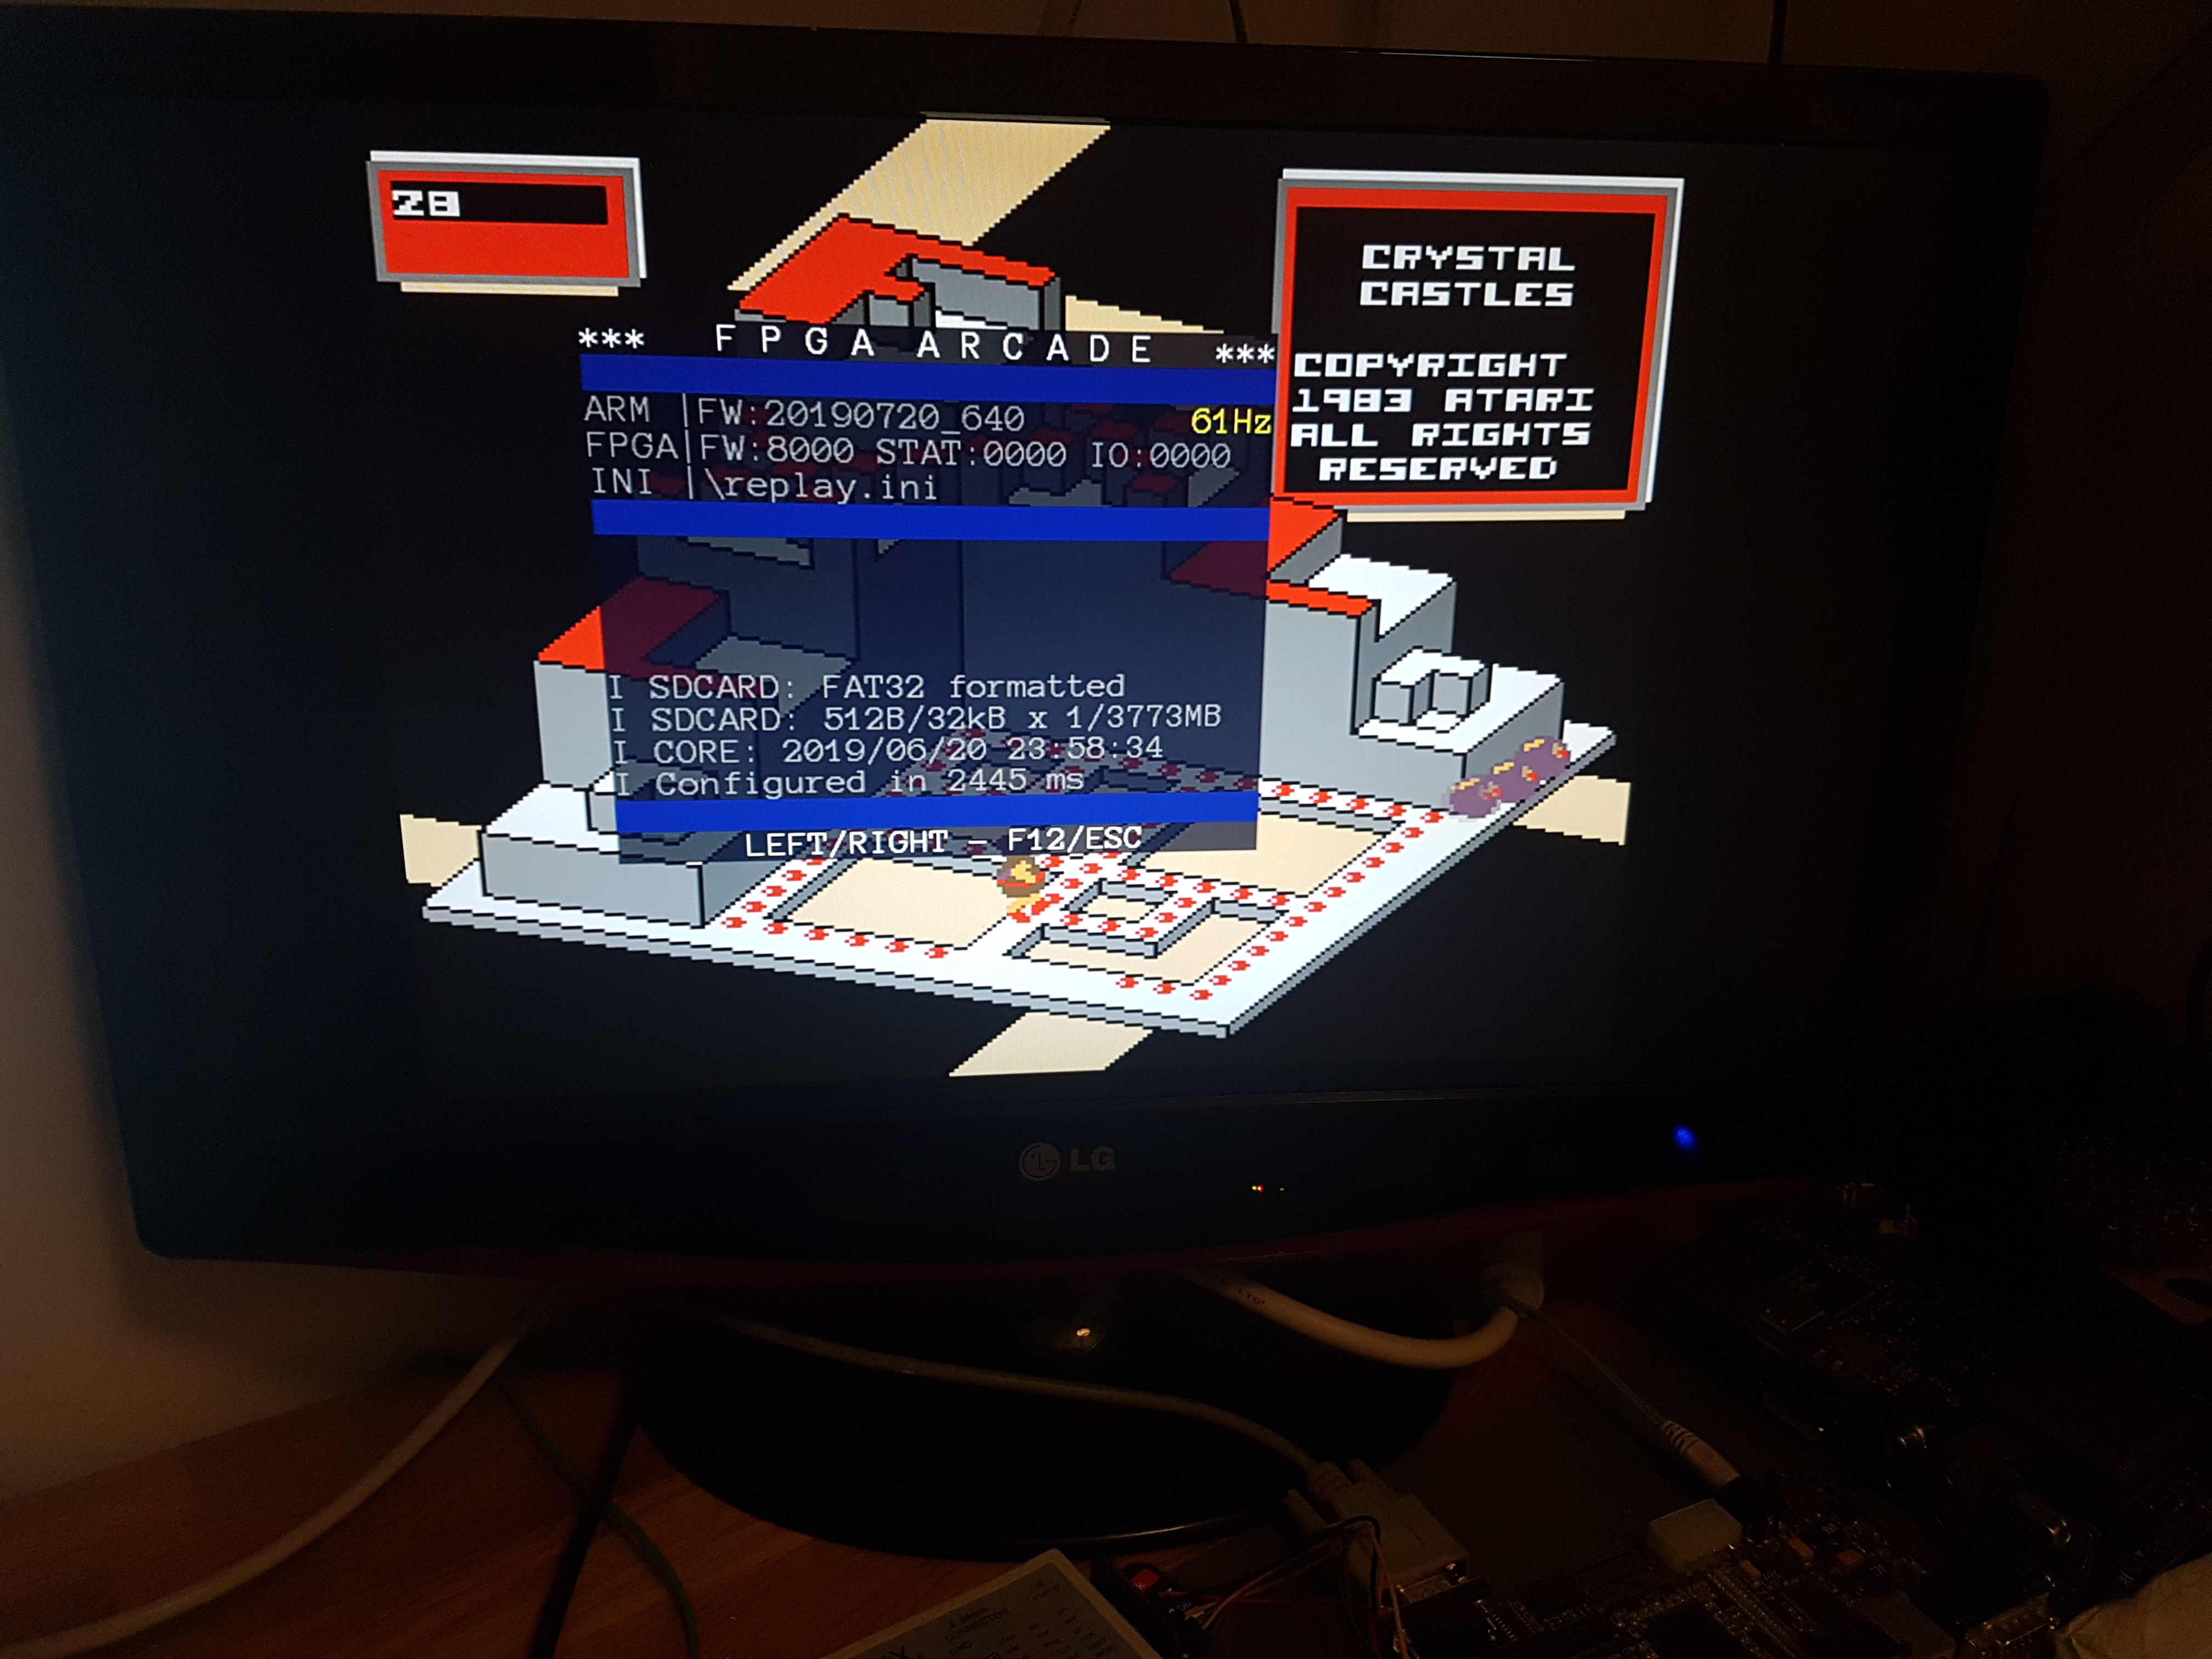 28
CRYSTAL
CASTLES
COPYRIGHT
1983 ATARI
ALL RIGHTS
RESERVED
*** FPGA ARCADE ***
ARM |FW:20190720_640 61Hz
FPGA|FW:8000 STAT:0000 IO:0000
INI |\replay.ini
I SDCARD: FAT32 formatted
I SDCARD: 512B/32kB x 1/3773MB
I CORE: 2019/06/20 23:58:34
I Configured in 2445 ms
LEFT/RIGHT - F12/ESC
LG